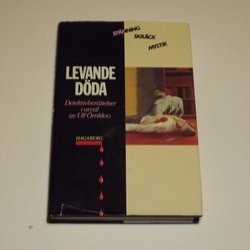 SPÄNNING
SKRÄCK
MYSTIK
LEVANDE
DÖDA
Detektivberättelser
i urval
av Ulf Örnkloo
HAGABERG